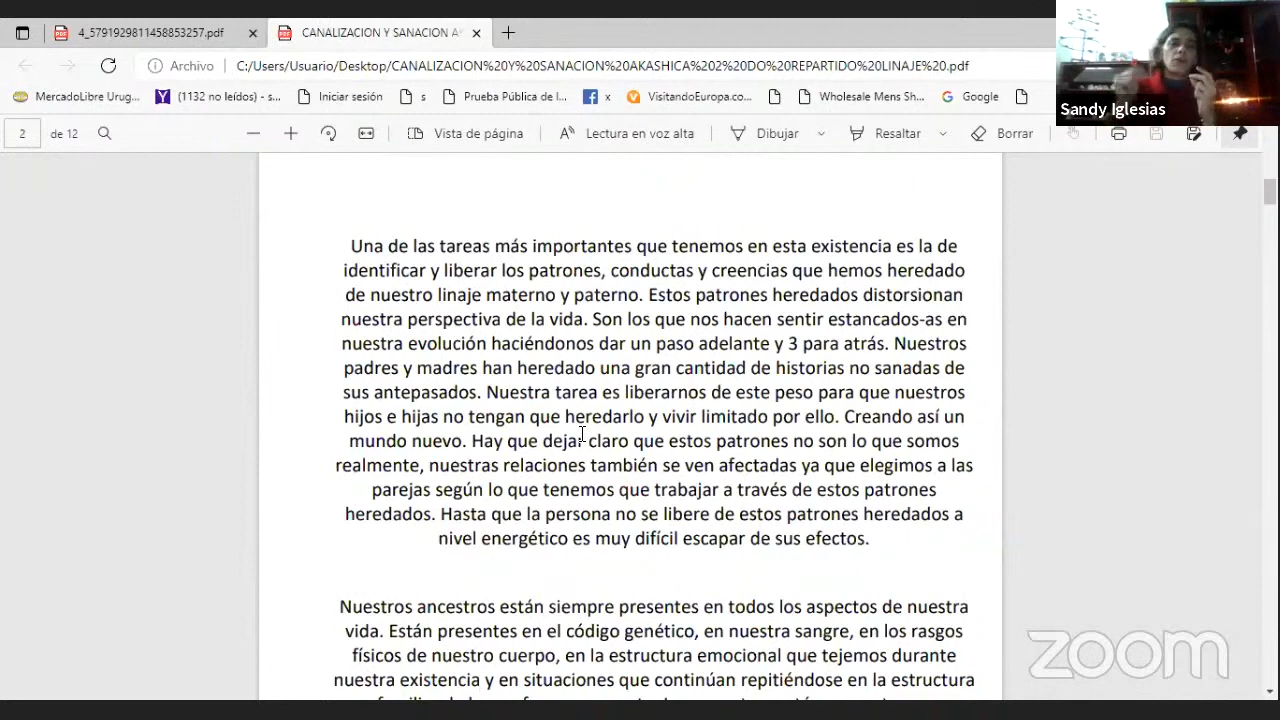 4_5791929811458853257.pdf
CANALIZACION Y SANACION A
C:/Users/Usuario/Desktop/CANALIZACION%20Y%20SANACION%20AKASHICA%202%20DO%20REPARTIDO%20LINAJE%20.pdf
Archivo
MercadoLibre Urug...
(1132 no leídos) - s...
Iniciar sesión
s
Prueba Pública de l...
x
VisitandoEuropa.co...
Wholesale Mens Sh...
Google
Sandy Iglesias
2 de 12
Vista de página
Lectura en voz alta
Dibujar
Resaltar
Borrar
Una de las tareas más importantes que tenemos en esta existencia es la de
identificar y liberar los patrones, conductas y creencias que hemos heredado
de nuestro linaje materno y paterno. Estos patrones heredados distorsionan
nuestra perspectiva de la vida. Son los que nos hacen sentir estancados-as en
nuestra evolución haciéndonos dar un paso adelante y 3 para atrás. Nuestros
padres y madres han heredado una gran cantidad de historias no sanadas de
sus antepasados. Nuestra tarea es liberarnos de este peso para que nuestros
hijos e hijas no tengan que heredarlo y vivir limitado por ello. Creando así un
mundo nuevo. Hay que dejar claro que estos patrones no son lo que somos
realmente, nuestras relaciones también se ven afectadas ya que elegimos a las
parejas según lo que tenemos que trabajar a través de estos patrones
heredados. Hasta que la persona no se libere de estos patrones heredados a
nivel energético es muy difícil escapar de sus efectos.
Nuestros ancestros están siempre presentes en todos los aspectos de nuestra
vida. Están presentes en el código genético, en nuestra sangre, en los rasgos
físicos de nuestro cuerpo, en la estructura emocional que tejemos durante
nuestra existencia y en situaciones que continúan repitiéndose en la estructura
zoom